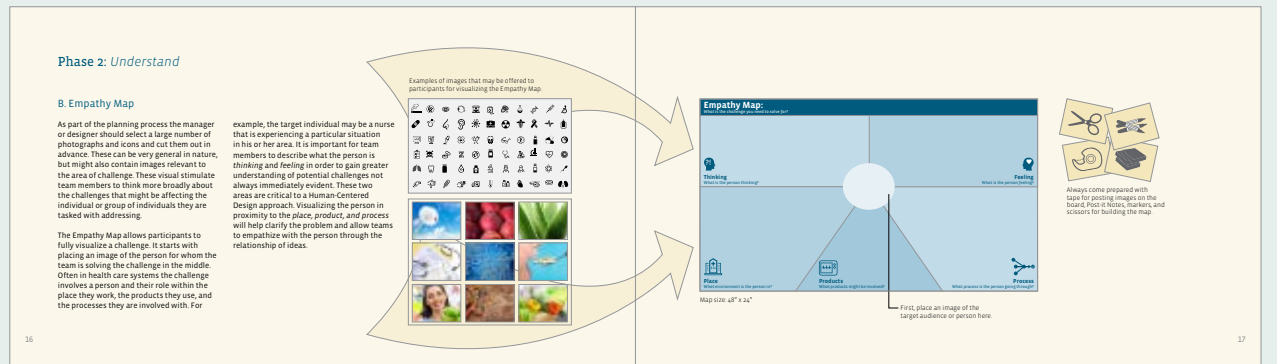 Phase 2: Understand
B. Empathy Map
As part of the planning process the manager
or designer should select a large number of
photographs and icons and cut them out in
advance. These can be very general in nature,
but might also contain images relevant to
the area of challenge. These visual stimulate
team members to think more broadly about
the challenges that might be affecting the
individual or group of individuals they are
tasked with addressing.
The Empathy Map allows participants to
fully visualize a challenge. It starts with
placing an image of the person for whom the
team is solving the challenge in the middle.
Often in health care systems the challenge
involves a person and their role within the
place they work, the products they use, and
the processes they are involved with. For
example, the target individual may be a nurse
that is experiencing a particular situation
in his or her area. It is important for team
members to describe what the person is
thinking and feeling in order to gain greater
understanding of potential challenges not
always immediately evident. These two
areas are critical to a Human-Centered
Design approach. Visualizing the person in
proximity to the place, product, and process
will help clarify the problem and allow teams
to empathize with the person through the
relationship of ideas.
Examples of images that may be offered to
participants for visualizing the Empathy Map.
16
Empathy Map:
What is the challenge you need to solve for?
Thinking
What is the person thinking?
Feeling
What is the person feeling?
Place
What environment is the person in?
Products
What products might be involved?
Process
What process is the person going through?
Map size: 48" x 24"
First, place an image of the
target audience or person here.
Always come prepared with
tape for posting images on the
board, Post-it Notes, markers, and
scissors for building the map.
17